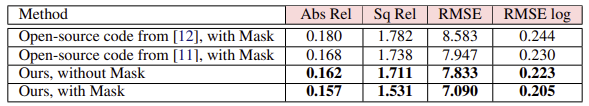 Method Abs Rel Sq Rel RMSE RMSE log
Open-source code from [12], with Mask 0.180 1.782 8.583 0.244
Open-source code from [11], with Mask 0.168 1.738 7.947 0.230
Ours, without Mask 0.162 1.711 7.833 0.223
Ours, with Mask 0.157 1.531 7.090 0.205